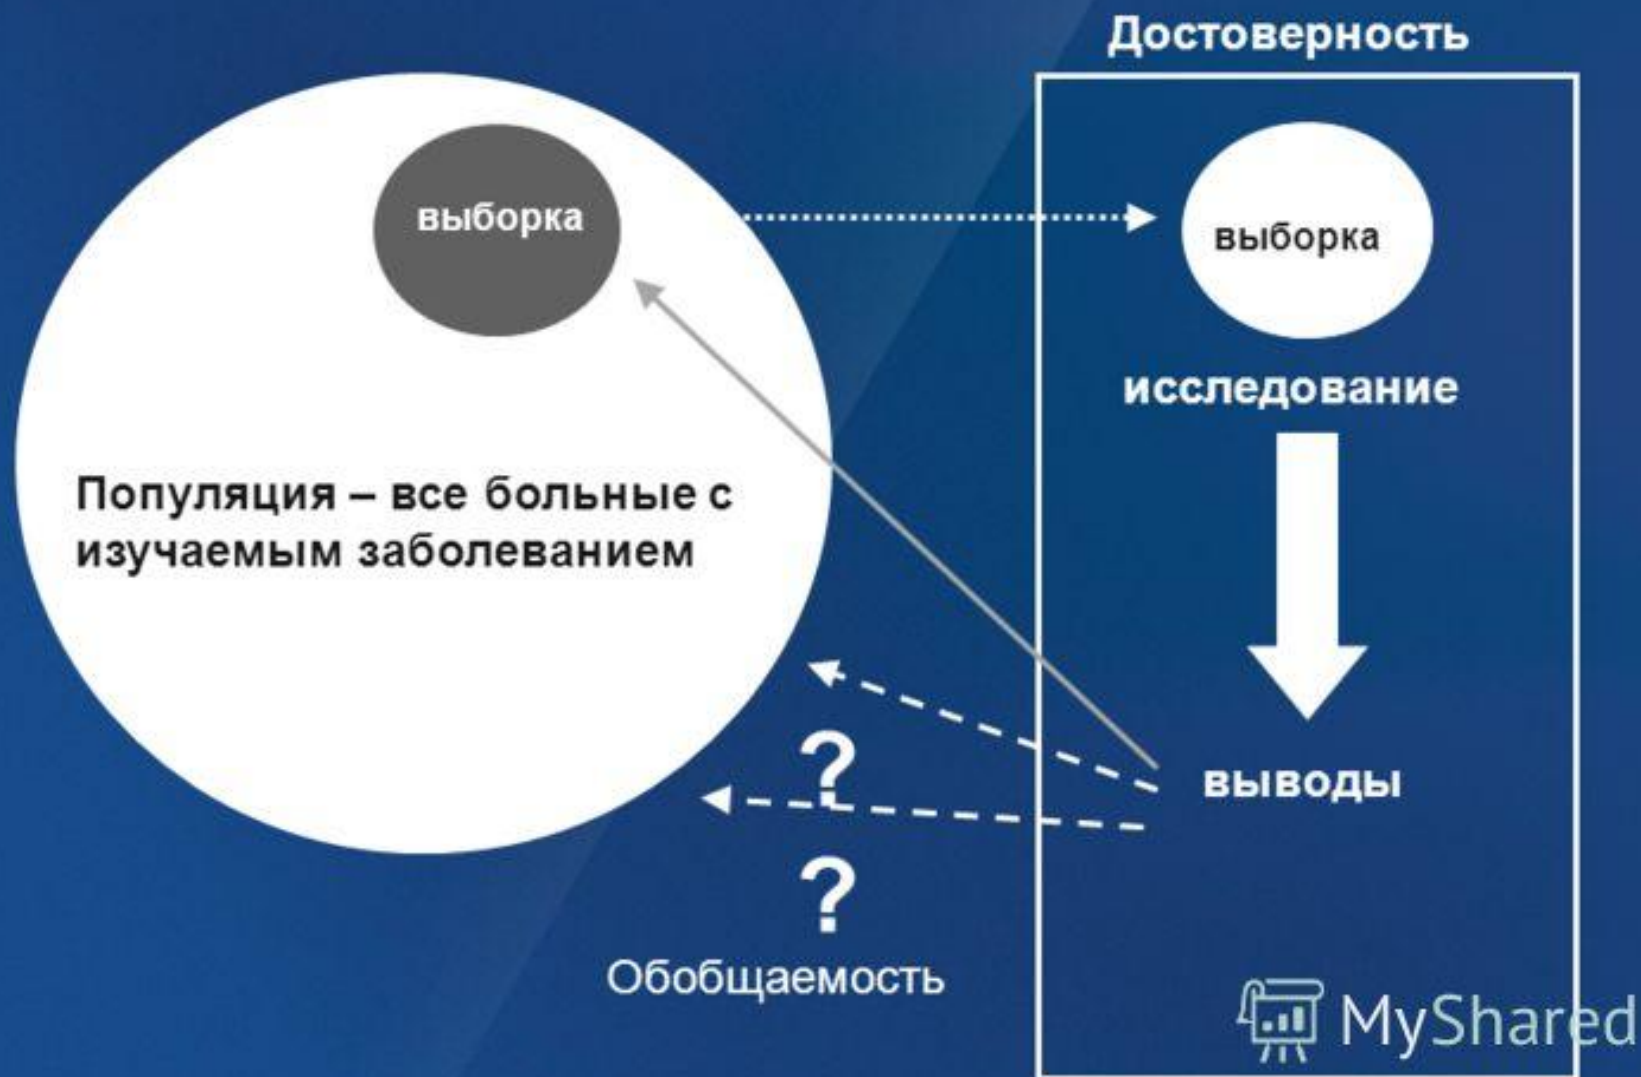 Достоверность
выборка
выборка
исследование
Популяция – все больные с
изучаемым заболеванием
?
выводы
?
Обобщаемость
MyShared